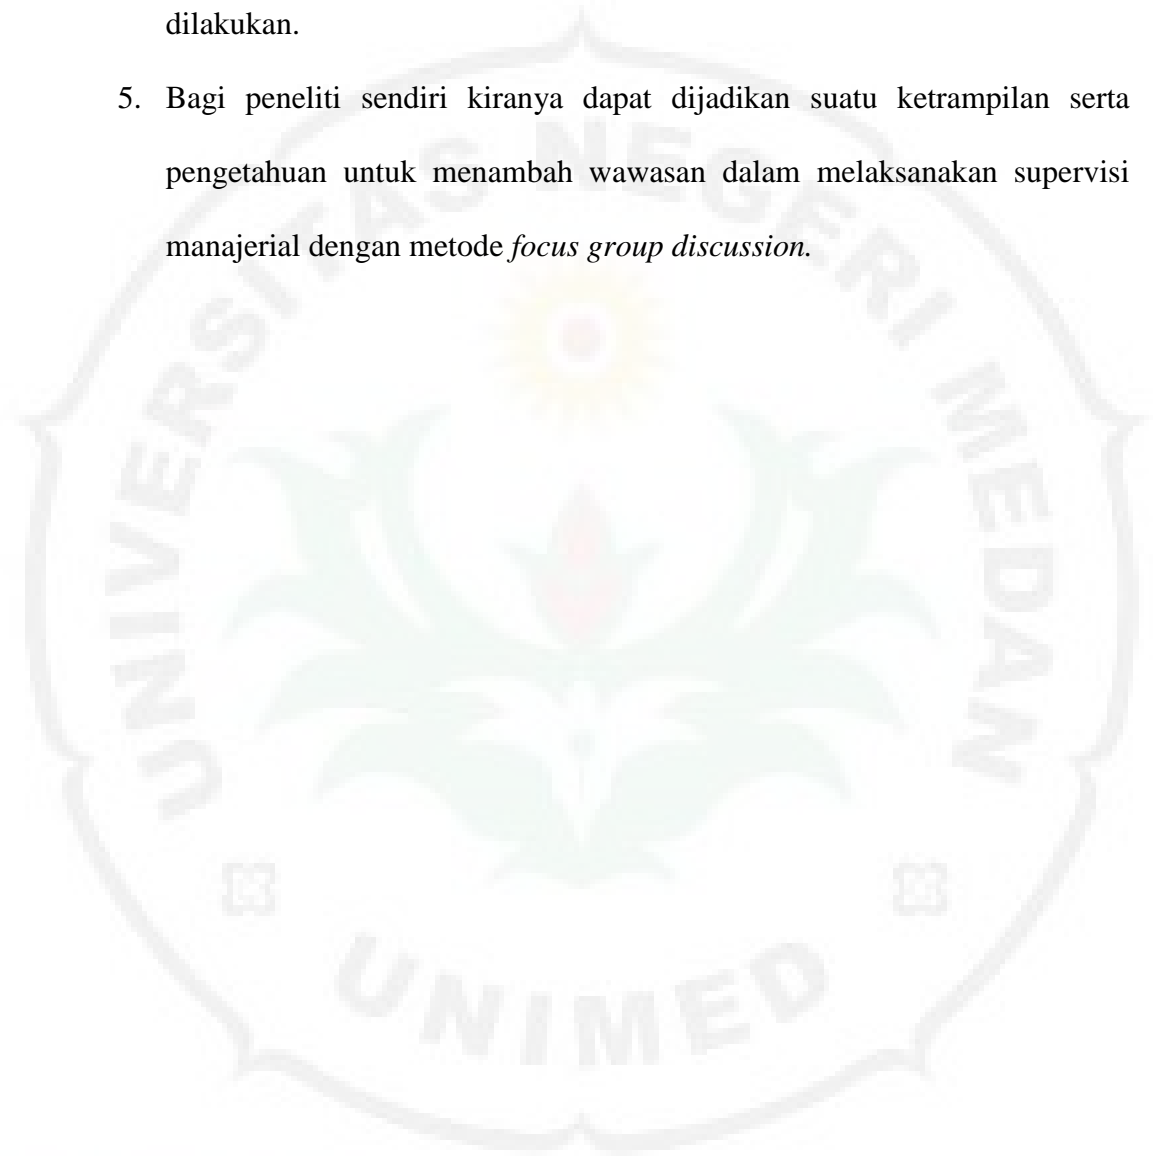 dilakukan.
5. Bagi peneliti sendiri kiranya dapat dijadikan suatu ketrampilan serta
pengetahuan untuk menambah wawasan dalam melaksanakan supervisi
manajerial dengan metode focus group discussion.
UNIVERSITAS NEGERI MEDAN
UNIMED